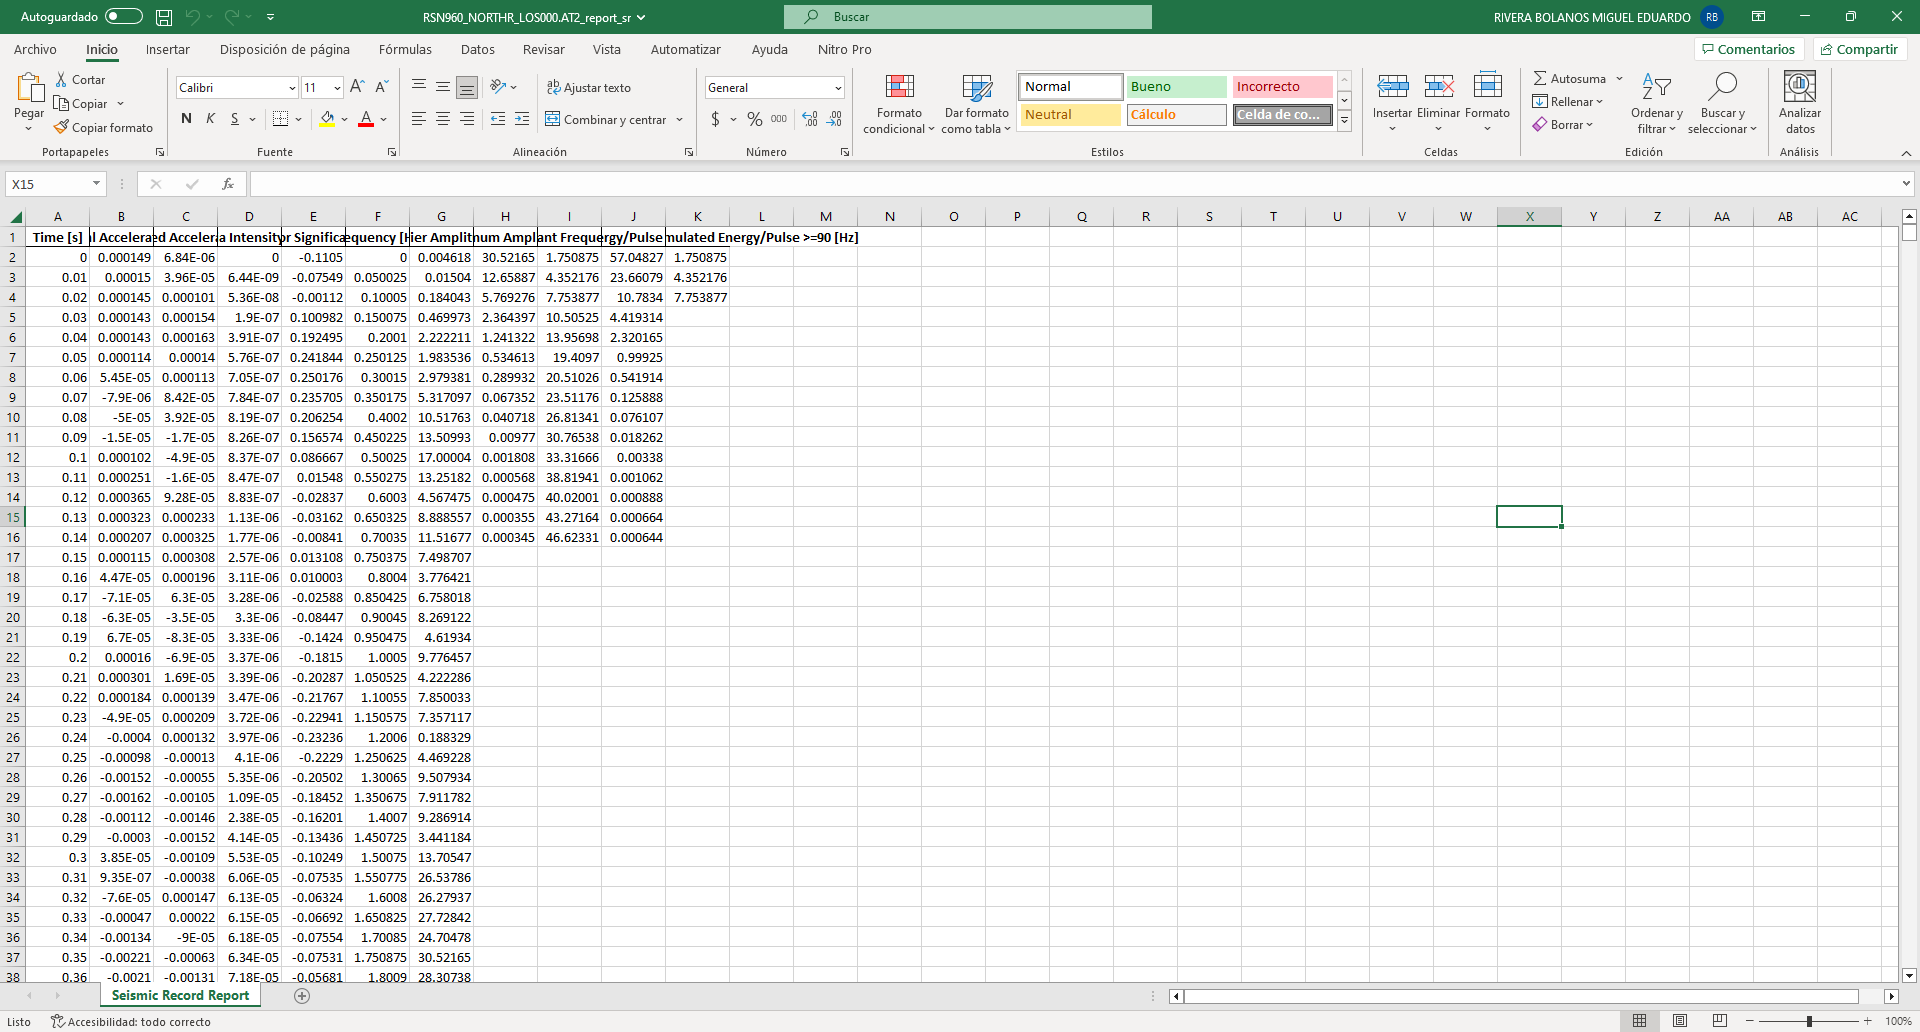 Autoguardado RSN960_NORTHR_LOS000.AT2_report_sr Buscar RIVERA BOLANOS MIGUEL EDUARDO RB
Archivo Inicio Insertar Disposición de página Fórmulas Datos Revisar Vista Automatizar Ayuda Nitro Pro Comentarios Compartir
Pegar Cortar Copiar Copiar formato
Portapapeles
Calibri 11
N K S A
Fuente
ab Ajustar texto
Combinar y centrar
Alineación
General
$ % 000
Número
Formato condicional
Dar formato como tabla
Normal Bueno Incorrecto
Neutral Cálculo Celda de co...
Estilos
Insertar Eliminar Formato
Celdas
Autosuma
Rellenar
Borrar
Ordenar y filtrar
Buscar y seleccionar
Edición
Analizar datos
Análisis
X15 fx
A B C D E F G H I J K L M N O P Q R S T U V W X Y Z AA AB AC
1 Time [s] l Accelera ed Accelera a Intensity or Significa equency [H ier Amplit num Ampl ant Freque rgy/Pulse mulated Energy/Pulse >=90 [Hz]
2 0 0.000149 6.84E-06 0 -0.1105 0 0.004618 30.52165 1.750875 57.04827 1.750875
3 0.01 0.00015 3.96E-05 6.44E-09 -0.07549 0.050025 0.01504 12.65887 4.352176 23.66079 4.352176
4 0.02 0.000145 0.000101 5.36E-08 -0.00112 0.10005 0.184043 5.769276 7.753877 10.7834 7.753877
5 0.03 0.000143 0.000154 1.9E-07 0.100982 0.150075 0.469973 2.364397 10.50525 4.419314
6 0.04 0.000143 0.000163 3.91E-07 0.192495 0.2001 2.222211 1.241322 13.95698 2.320165
7 0.05 0.000114 0.00014 5.76E-07 0.241844 0.250125 1.983536 0.534613 19.4097 0.99925
8 0.06 5.45E-05 0.000113 7.05E-07 0.250176 0.30015 2.979381 0.289932 20.51026 0.541914
9 0.07 -7.9E-06 8.42E-05 7.84E-07 0.235705 0.350175 5.317097 0.067352 23.51176 0.125888
10 0.08 -5E-05 3.92E-05 8.19E-07 0.206254 0.4002 10.51763 0.040718 26.81341 0.076107
11 0.09 -1.5E-05 -1.7E-05 8.26E-07 0.156574 0.450225 13.50993 0.00977 30.76538 0.018262
12 0.1 0.000102 -4.9E-05 8.37E-07 0.086667 0.50025 17.00004 0.001808 33.31666 0.00338
13 0.11 0.000251 -1.6E-05 8.47E-07 0.01548 0.550275 13.25182 0.000568 38.81941 0.001062
14 0.12 0.000365 9.28E-05 8.83E-07 -0.02837 0.6003 4.567475 0.000475 40.02001 0.000888
15 0.13 0.000323 0.000233 1.13E-06 -0.03162 0.650325 8.888557 0.000355 43.27164 0.000664
16 0.14 0.000207 0.000325 1.77E-06 -0.00841 0.70035 11.51677 0.000345 46.62331 0.000644
17 0.15 0.000115 0.000308 2.57E-06 0.013108 0.750375 7.498707
18 0.16 4.47E-05 0.000196 3.11E-06 0.010003 0.8004 3.776421
19 0.17 -7.1E-05 6.3E-05 3.28E-06 -0.02588 0.850425 6.758018
20 0.18 -6.3E-05 -3.5E-05 3.3E-06 -0.08447 0.90045 8.269122
21 0.19 6.7E-05 -8.3E-05 3.33E-06 -0.1424 0.950475 4.61934
22 0.2 0.00016 -6.9E-05 3.37E-06 -0.1815 1.0005 9.776457
23 0.21 0.000301 1.69E-05 3.39E-06 -0.20287 1.050525 4.222286
24 0.22 0.000184 0.000139 3.47E-06 -0.21767 1.10055 7.850033
25 0.23 -4.9E-05 0.000209 3.72E-06 -0.22941 1.150575 7.357117
26 0.24 -0.0004 0.000132 3.97E-06 -0.23236 1.2006 0.188329
27 0.25 -0.00098 -0.00013 4.1E-06 -0.2229 1.250625 4.469228
28 0.26 -0.00152 -0.00055 5.35E-06 -0.20502 1.30065 9.507934
29 0.27 -0.00162 -0.00105 1.09E-05 -0.18452 1.350675 7.911782
30 0.28 -0.00112 -0.00146 2.38E-05 -0.16201 1.4007 9.286914
31 0.29 -0.0003 -0.00152 4.14E-05 -0.13436 1.450725 3.441184
32 0.3 3.85E-05 -0.00109 5.53E-05 -0.10249 1.50075 13.70547
33 0.31 9.35E-07 -0.00038 6.06E-05 -0.07535 1.550775 26.53786
34 0.32 -7.6E-05 0.000147 6.13E-05 -0.06324 1.6008 26.27937
35 0.33 -0.00047 0.00022 6.15E-05 -0.06692 1.650825 27.72842
36 0.34 -0.00134 -9E-05 6.18E-05 -0.07554 1.70085 24.70478
37 0.35 -0.00221 -0.00063 6.34E-05 -0.07531 1.750875 30.52165
38 0.36 -0.0021 -0.00131 7.18E-05 -0.05681 1.8009 28.30738
Seismic Record Report
Listo Accesibilidad: todo correcto 100%